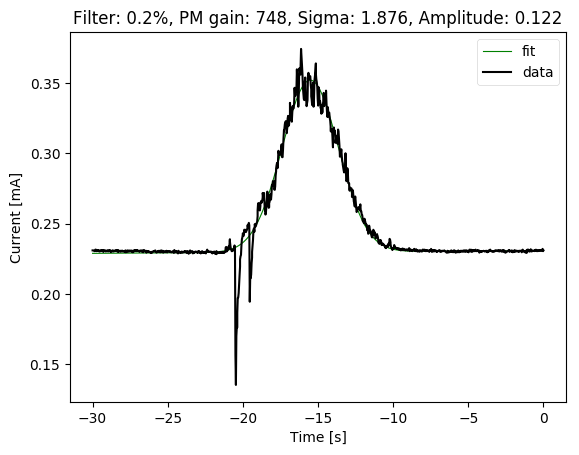 Filter: 0.2%, PM gain: 748, Sigma: 1.876, Amplitude: 0.122
fit
data
0.35
0.30
0.25
0.20
0.15
Current [mA]
−30
−25
−20
−15
−10
−5
0
Time [s]